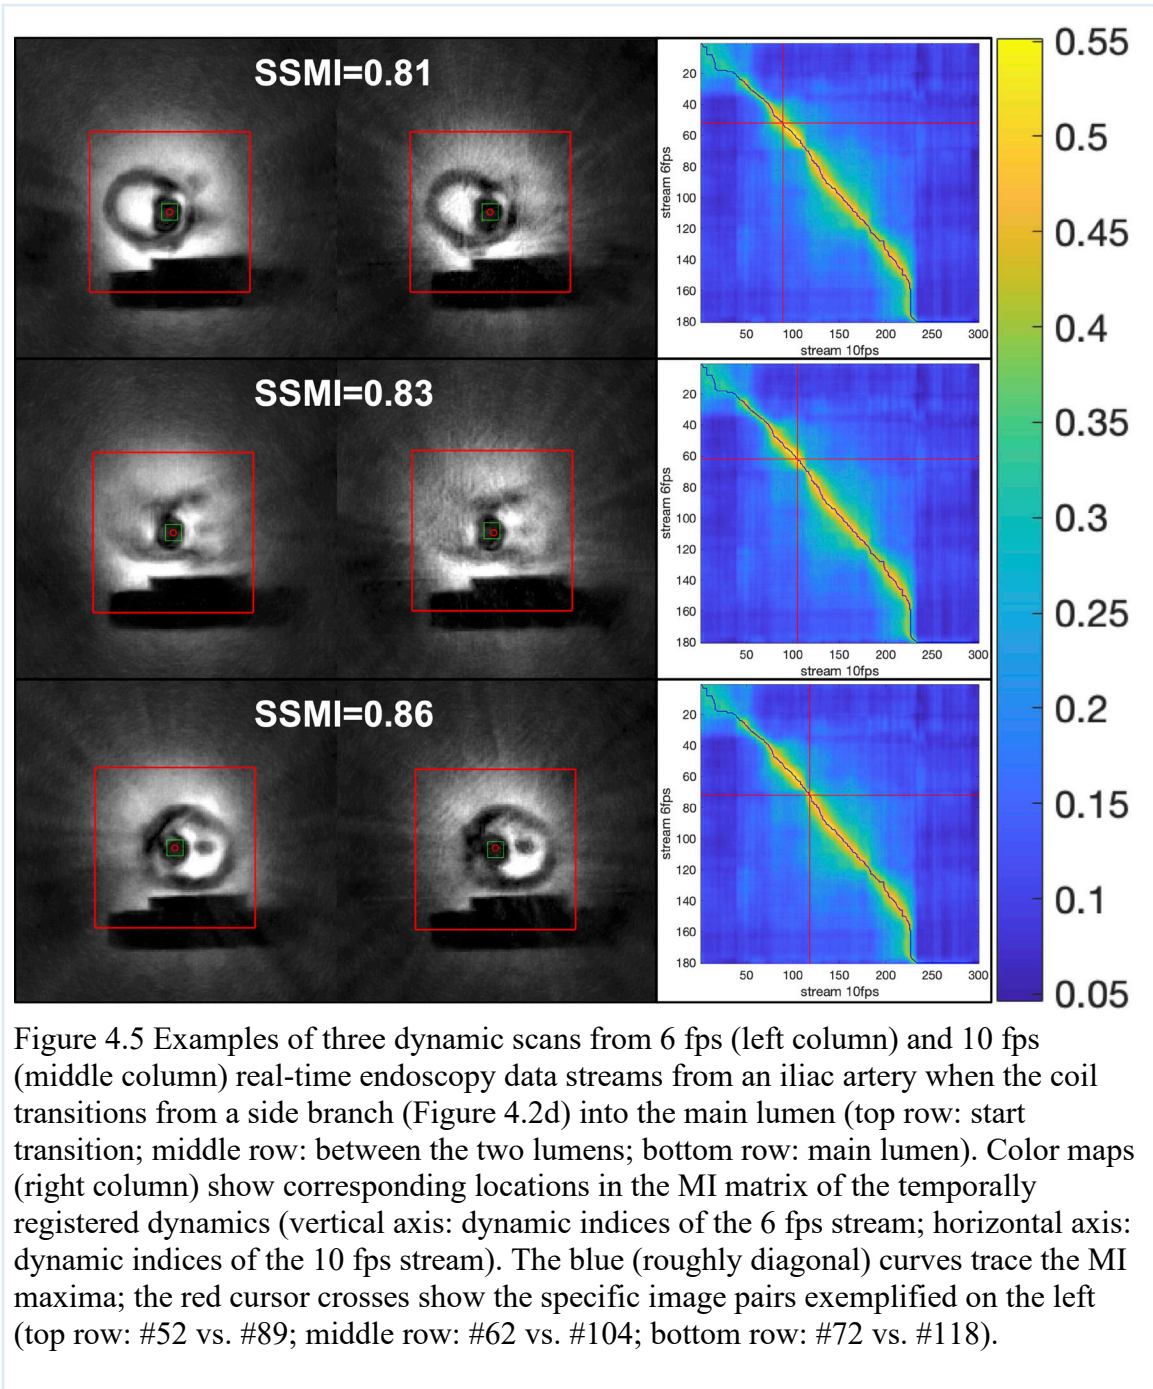 SSMI=0.81
20
40
60
80
100
120
140
160
180
stream 6fps
50 100 150 200 250 300
stream 10fps
SSMI=0.83
20
40
60
80
100
120
140
160
180
stream 6fps
50 100 150 200 250 300
stream 10fps
SSMI=0.86
20
40
60
80
100
120
140
160
180
stream 6fps
50 100 150 200 250 300
stream 10fps
0.55
0.5
0.45
0.4
0.35
0.3
0.25
0.2
0.15
0.1
0.05
Figure 4.5 Examples of three dynamic scans from 6 fps (left column) and 10 fps
(middle column) real-time endoscopy data streams from an iliac artery when the coil
transitions from a side branch (Figure 4.2d) into the main lumen (top row: start
transition; middle row: between the two lumens; bottom row: main lumen). Color maps
(right column) show corresponding locations in the MI matrix of the temporally
registered dynamics (vertical axis: dynamic indices of the 6 fps stream; horizontal axis:
dynamic indices of the 10 fps stream). The blue (roughly diagonal) curves trace the MI
maxima; the red cursor crosses show the specific image pairs exemplified on the left
(top row: #52 vs. #89; middle row: #62 vs. #104; bottom row: #72 vs. #118).